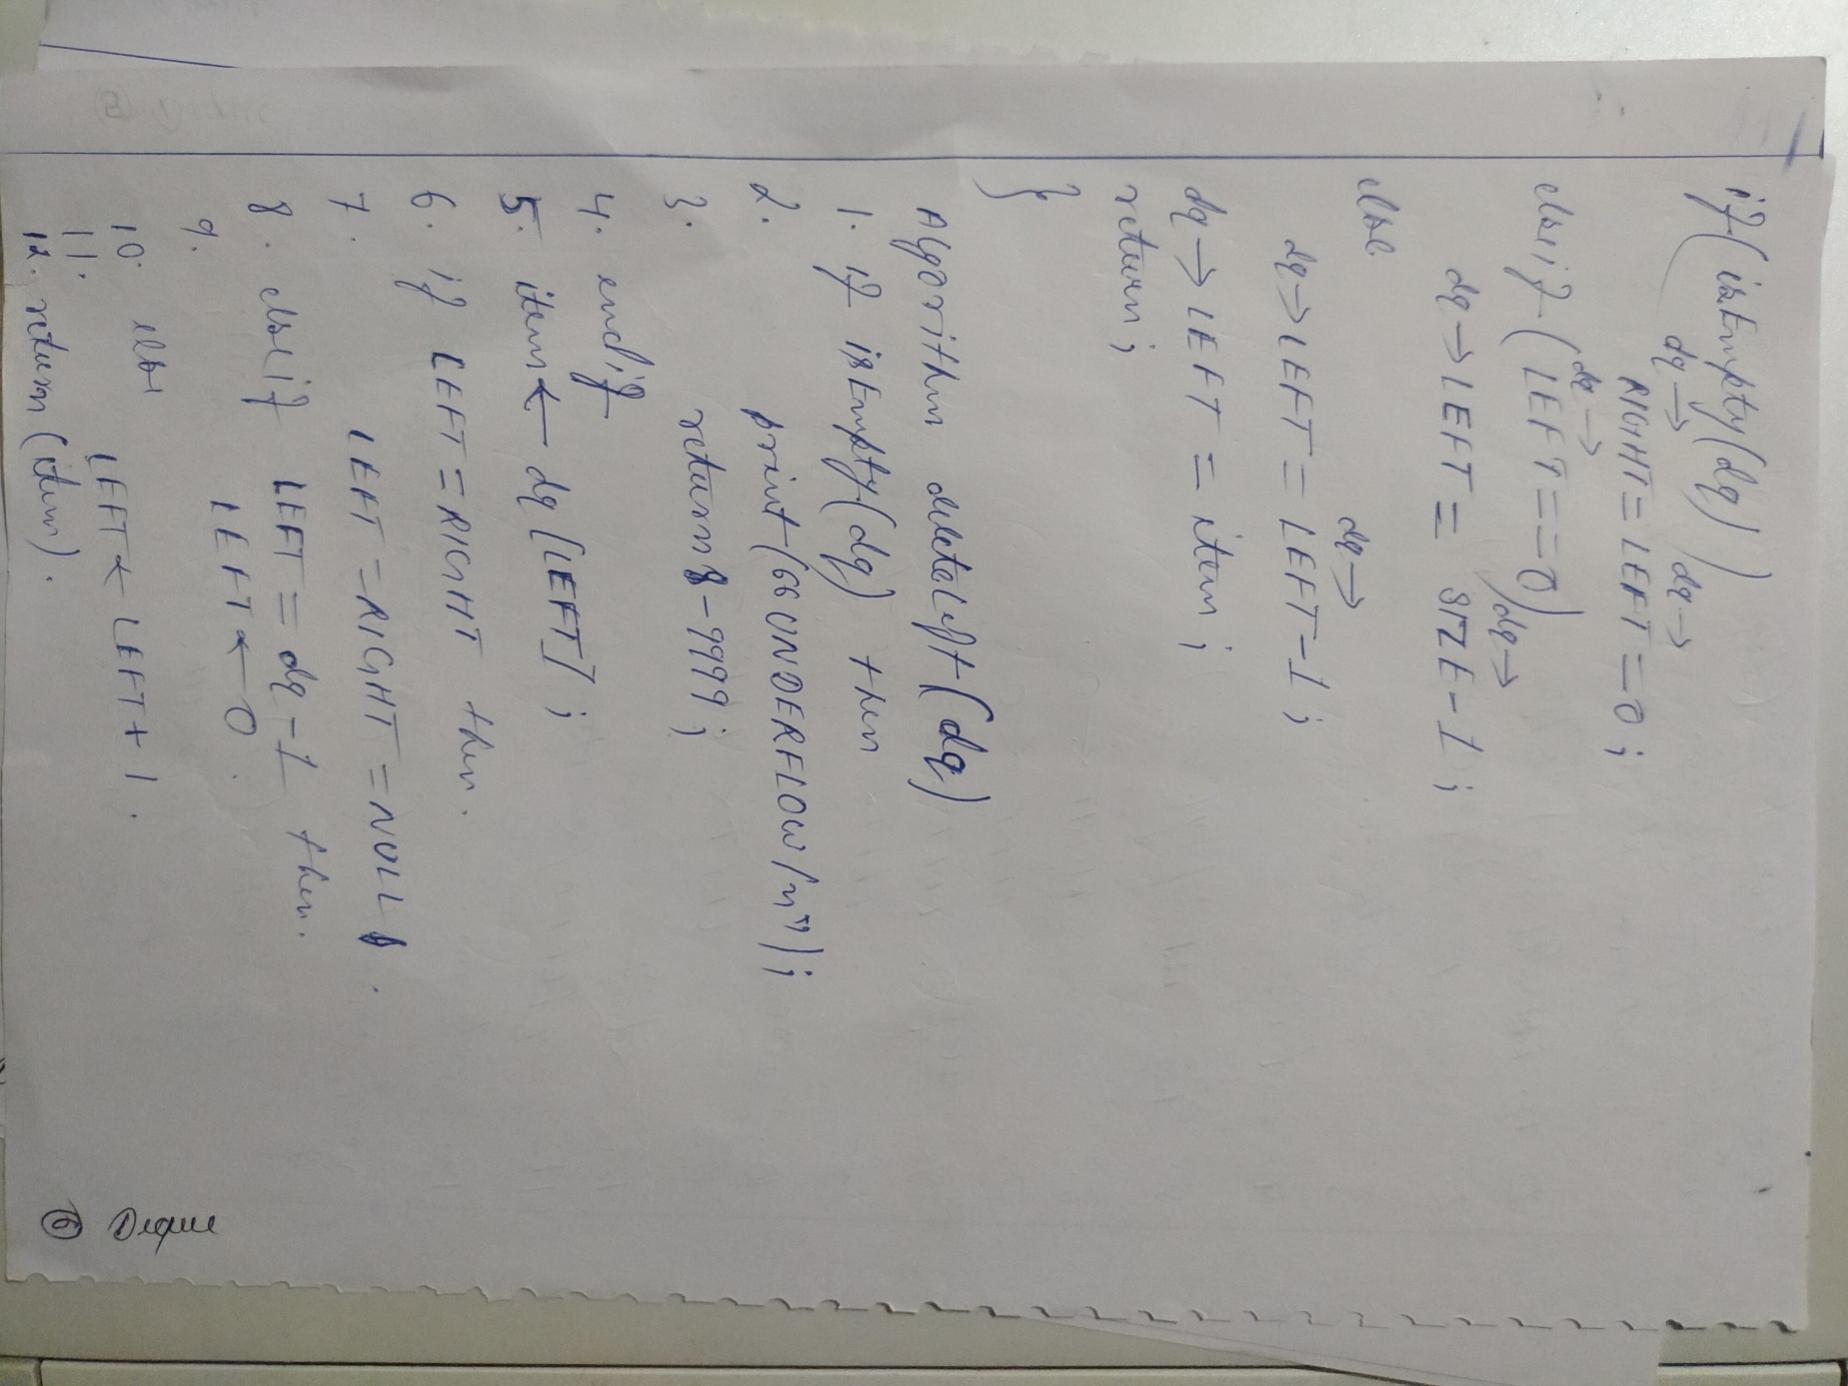 if(isEmpty(dq))
dq→ RIGHT = dq→ LEFT = 0;
elseif (dq→ LEFT == 0)
dq→LEFT = dq→ SIZE-1;
else
dq→LEFT = dq→ LEFT-1;
dq→LEFT = item;
return;
}
Algorithm deleteLeft(dq)
1. if isEmpty(dq) then
2. print(66UNDERFLOW/n");
3. return -9999;
4. endif
5. item← dq[LEFT];
6. if LEFT = RIGHT then.
7. LEFT = RIGHT = NULL.
8. elseif LEFT = dq-1 then.
9. LEFT ← 0.
10. else
11. LEFT ← LEFT + 1.
12. return (item).
⑥ Deque